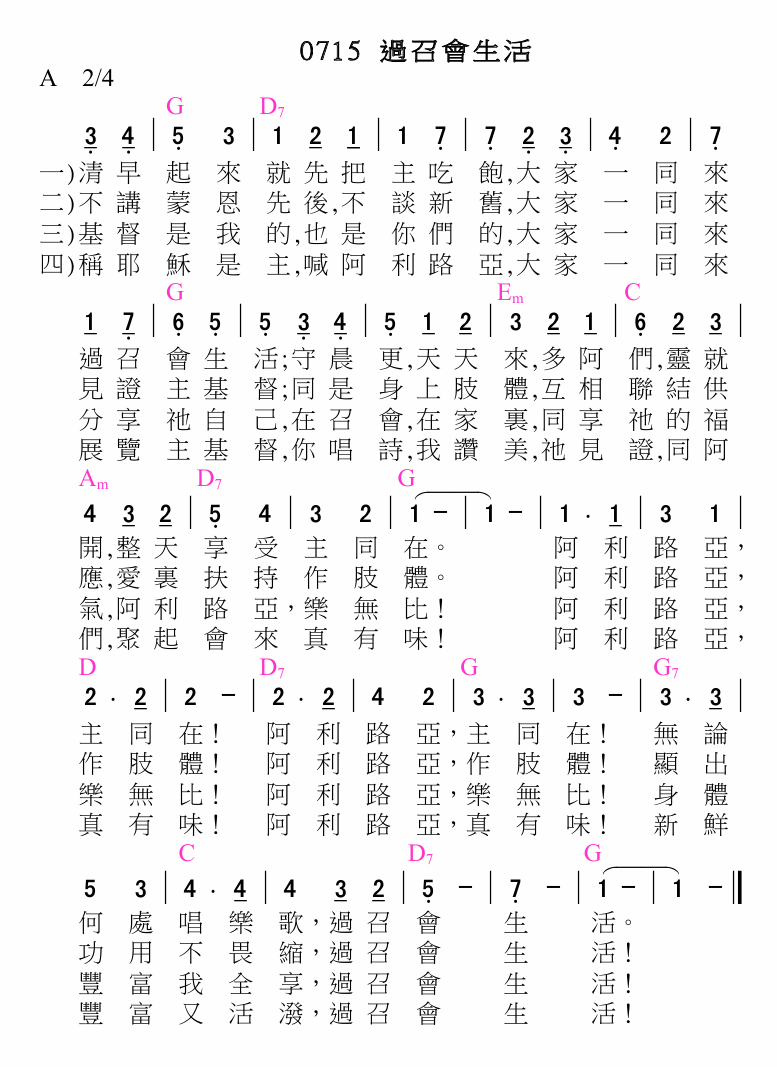 0715 過召會生活
A 2/4
G D7
3 4 | 5 3 | 1 2 1 | 1 7 | 7 2 3 | 4 2 | 7
一)清早起來就先把主吃飽,大家一同來
二)不講蒙恩先後,不談新舊,大家一同來
三)基督是我的,也是你們的,大家一同來
四)稱耶穌是主,喊阿利路亞,大家一同來
G Em C
1 7 | 6 5 | 5 3 4 | 5 1 2 | 3 2 1 | 6 2 3 |
過召會生活;守晨更,天天來,多阿們,靈就
見證主基督;同是身上肢體,互相聯結供
分享祂自己,在召會,在家裏,同享祂的福
展覽主基督,你唱詩,我讚美,祂見證,同阿
Am D7 G
4 3 2 | 5 4 | 3 2 | 1 － | 1 － | 1 · 1 | 3 1 |
開,整天享受主同在。 阿利路亞，
應,愛裏扶持作肢體。 阿利路亞，
氣,阿利路亞，樂無比！ 阿利路亞，
們,聚起會來真有味！ 阿利路亞，
D D7 G G7
2 · 2 | 2 － | 2 · 2 | 4 2 | 3 · 3 | 3 － | 3 · 3 |
主同在！ 阿利路亞，主同在！ 無論
作肢體！ 阿利路亞，作肢體！ 顯出
樂無比！ 阿利路亞，樂無比！ 身體
真有味！ 阿利路亞，真有味！ 新鮮
C D7 G
5 3 | 4 · 4 | 4 3 2 | 5 － | 7 － | 1 － | 1 － ‖
何處唱樂歌，過召會生活。
功用不畏縮，過召會生活！
豐富我全享，過召會生活！
豐富又活潑，過召會生活！